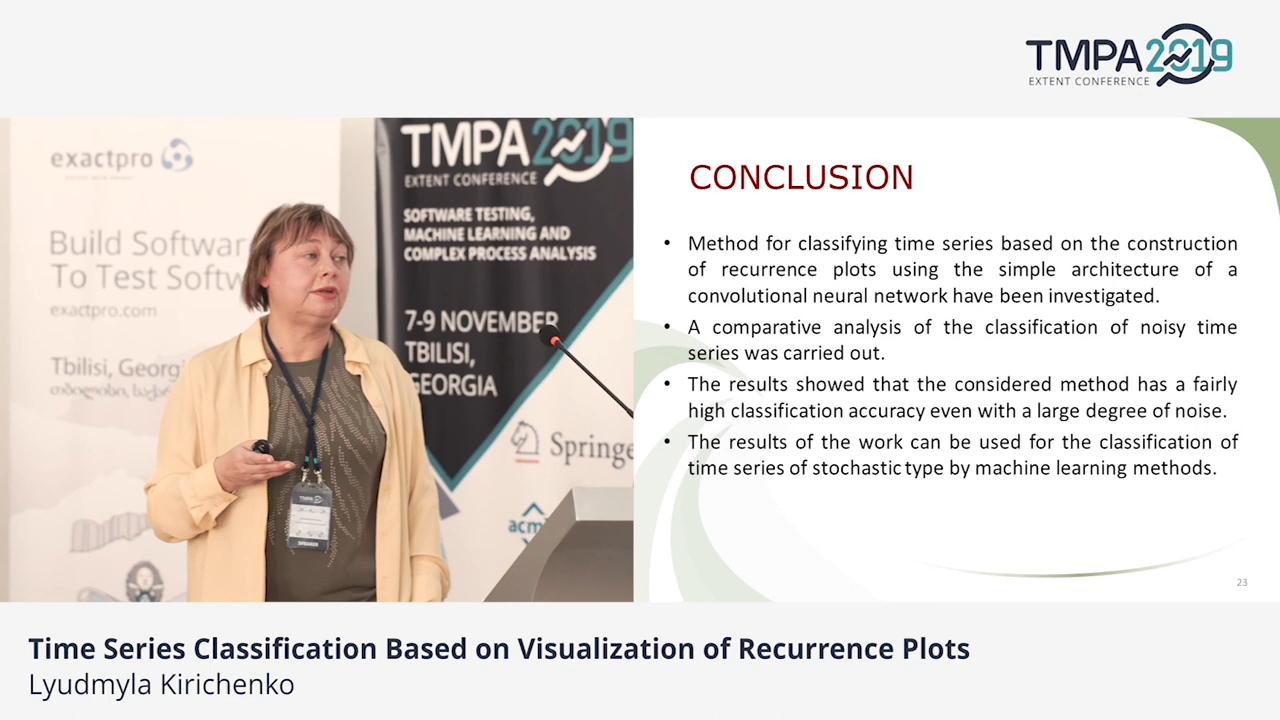 TMPA2019
EXTENT CONFERENCE
exactpro
Build Softwar
To Test Softw
exactpro.com
Tbilisi, Georg
თბილისი, საქარ
TMPA2019
EXTENT CONFERENCE
SOFTWARE TESTING,
MACHINE LEARNING AND
COMPLEX PROCESS ANALYSIS
7-9 NOVEMBER
TBILISI,
GEORGIA
Springe
acm
TMPA
SPEAKER
CONCLUSION
• Method for classifying time series based on the construction
of recurrence plots using the simple architecture of a
convolutional neural network have been investigated.
• A comparative analysis of the classification of noisy time
series was carried out.
• The results showed that the considered method has a fairly
high classification accuracy even with a large degree of noise.
• The results of the work can be used for the classification of
time series of stochastic type by machine learning methods.
23
Time Series Classification Based on Visualization of Recurrence Plots
Lyudmyla Kirichenko